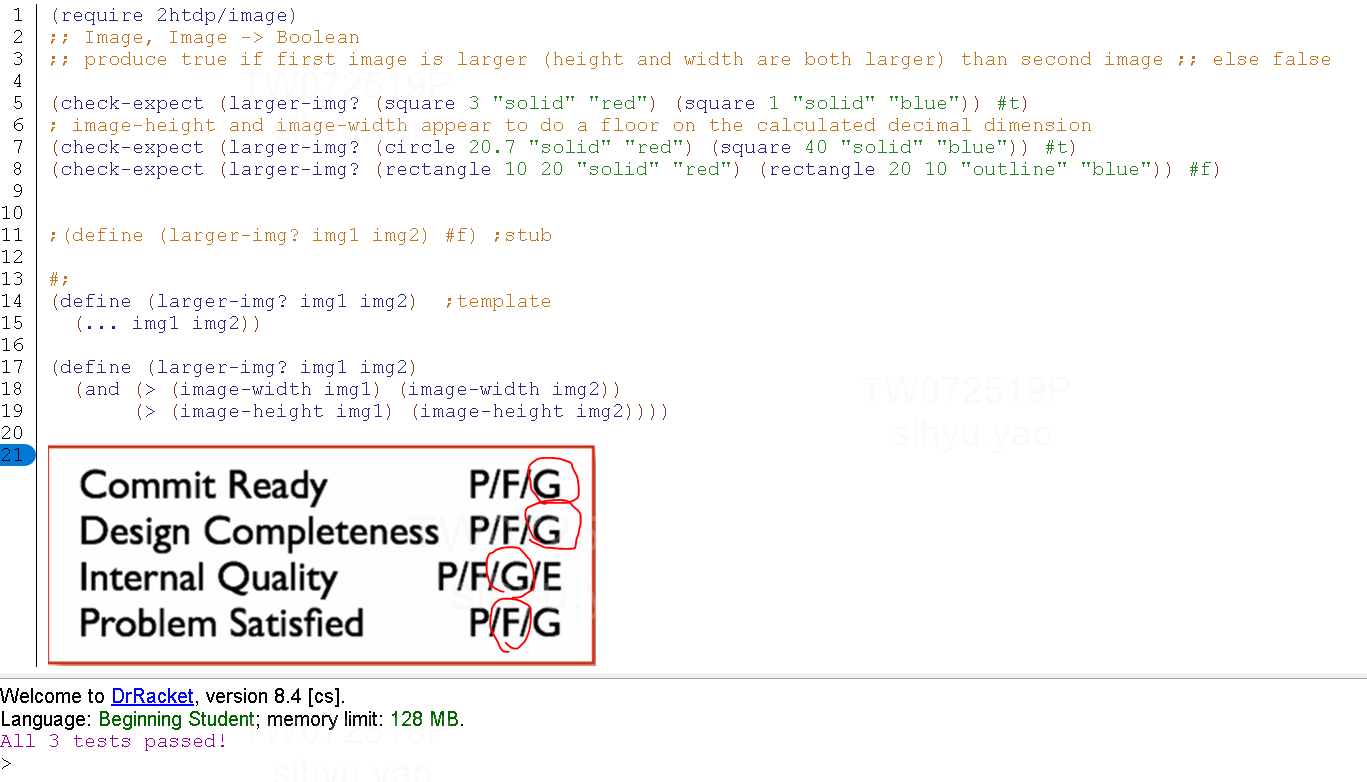 1 (require 2htdp/image)
2 ;; Image, Image -> Boolean
3 ;; produce true if first image is larger (height and width are both larger) than second image ;; else false
4
5 (check-expect (larger-img? (square 3 "solid" "red") (square 1 "solid" "blue")) #t)
6 ; image-height and image-width appear to do a floor on the calculated decimal dimension
7 (check-expect (larger-img? (circle 20.7 "solid" "red") (square 40 "solid" "blue")) #t)
8 (check-expect (larger-img? (rectangle 10 20 "solid" "red") (rectangle 20 10 "outline" "blue")) #f)
9
10
11 ;(define (larger-img? img1 img2) #f) ;stub
12
13 #;
14 (define (larger-img? img1 img2)  ;template
15   (... img1 img2))
16
17 (define (larger-img? img1 img2)
18   (and (> (image-width img1) (image-width img2))
19        (> (image-height img1) (image-height img2))))
20
21
Commit Ready P/F/G
Design Completeness P/F/G
Internal Quality P/F/G/E
Problem Satisfied P/F/G
Welcome to DrRacket, version 8.4 [cs].
Language: Beginning Student; memory limit: 128 MB.
All 3 tests passed!
>
TW072519P
sihyu.yao